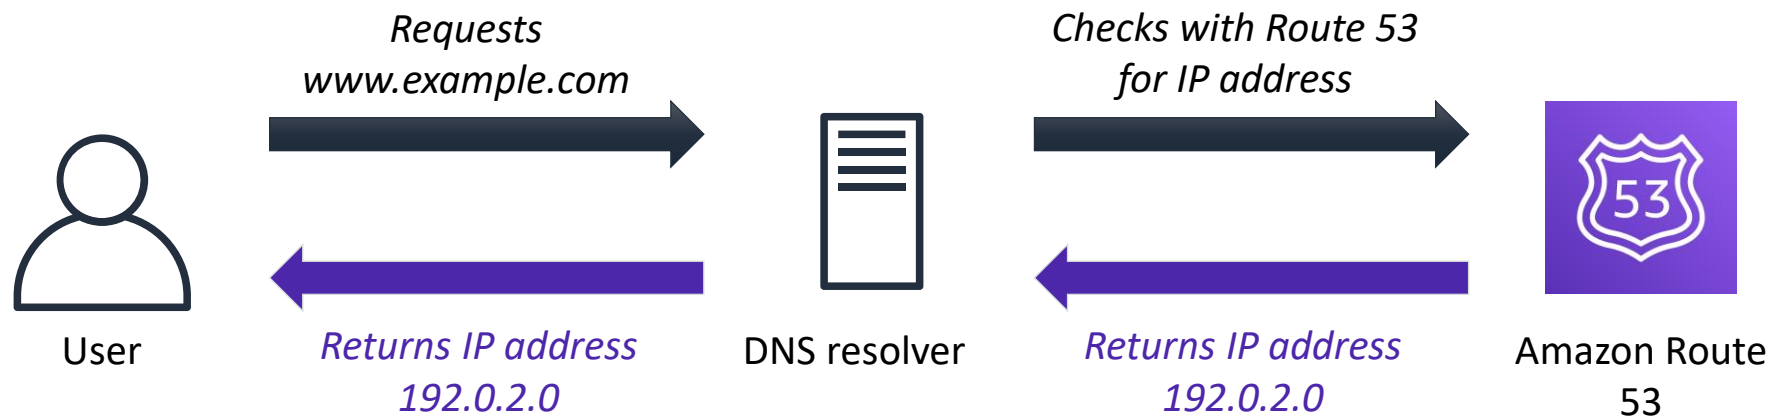 Requests
www.example.com
Checks with Route 53
for IP address
53
User
Returns IP address
192.0.2.0
DNS resolver
Returns IP address
192.0.2.0
Amazon Route
53